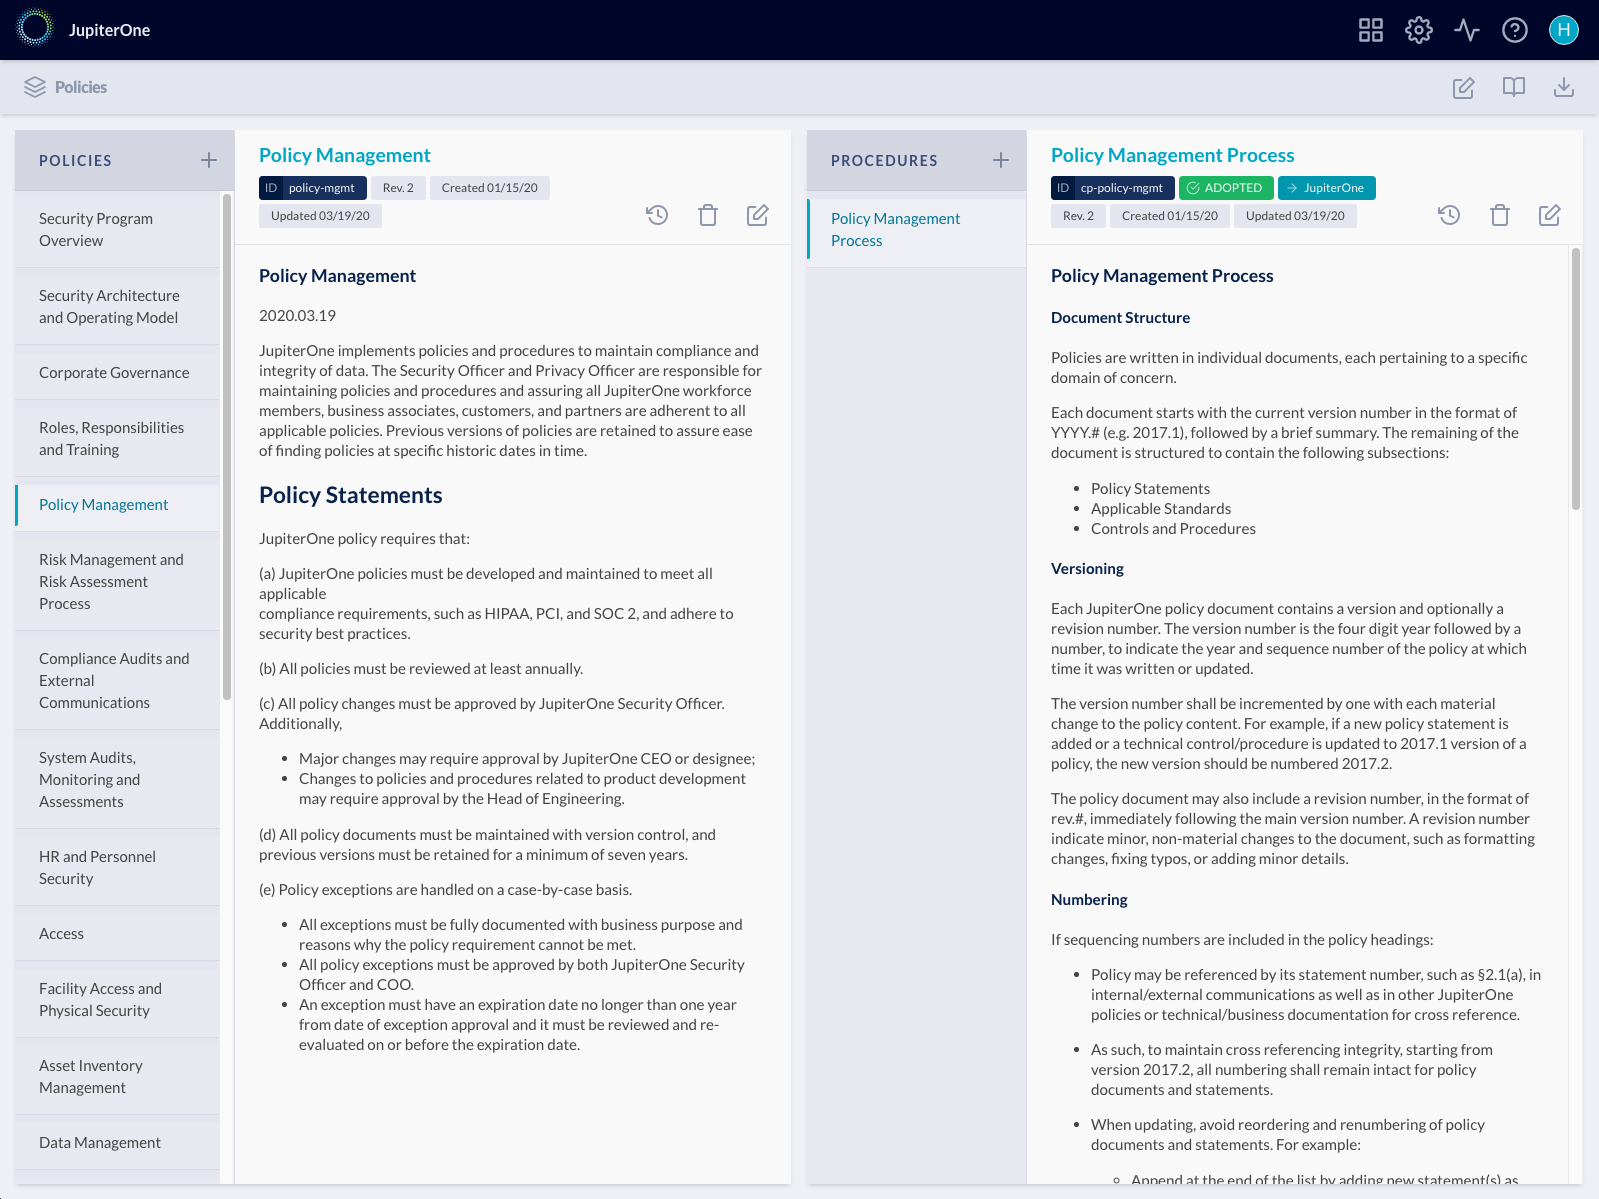 JupiterOne
H
Policies
POLICIES
Security Program
Overview
Security Architecture
and Operating Model
Corporate Governance
Roles, Responsibilities
and Training
Policy Management
Risk Management and
Risk Assessment
Process
Compliance Audits and
External
Communications
System Audits,
Monitoring and
Assessments
HR and Personnel
Security
Access
Facility Access and
Physical Security
Asset Inventory
Management
Data Management
Policy Management
ID policy-mgmt Rev. 2 Created 01/15/20
Updated 03/19/20
Policy Management
2020.03.19
JupiterOne implements policies and procedures to maintain compliance and
integrity of data. The Security Officer and Privacy Officer are responsible for
maintaining policies and procedures and assuring all JupiterOne workforce
members, business associates, customers, and partners are adherent to all
applicable policies. Previous versions of policies are retained to assure ease
of finding policies at specific historic dates in time.
Policy Statements
JupiterOne policy requires that:
(a) JupiterOne policies must be developed and maintained to meet all
applicable
compliance requirements, such as HIPAA, PCI, and SOC 2, and adhere to
security best practices.
(b) All policies must be reviewed at least annually.
(c) All policy changes must be approved by JupiterOne Security Officer.
Additionally,
• Major changes may require approval by JupiterOne CEO or designee;
• Changes to policies and procedures related to product development
may require approval by the Head of Engineering.
(d) All policy documents must be maintained with version control, and
previous versions must be retained for a minimum of seven years.
(e) Policy exceptions are handled on a case-by-case basis.
• All exceptions must be fully documented with business purpose and
reasons why the policy requirement cannot be met.
• All policy exceptions must be approved by both JupiterOne Security
Officer and COO.
• An exception must have an expiration date no longer than one year
from date of exception approval and it must be reviewed and re-
evaluated on or before the expiration date.
PROCEDURES
Policy Management
Process
Policy Management Process
ID cp-policy-mgmt ADOPTED JupiterOne
Rev. 2 Created 01/15/20 Updated 03/19/20
Policy Management Process
Document Structure
Policies are written in individual documents, each pertaining to a specific
domain of concern.
Each document starts with the current version number in the format of
YYYY.# (e.g. 2017.1), followed by a brief summary. The remaining of the
document is structured to contain the following subsections:
• Policy Statements
• Applicable Standards
• Controls and Procedures
Versioning
Each JupiterOne policy document contains a version and optionally a
revision number. The version number is the four digit year followed by a
number, to indicate the year and sequence number of the policy at which
time it was written or updated.
The version number shall be incremented by one with each material
change to the policy content. For example, if a new policy statement is
added or a technical control/procedure is updated to 2017.1 version of a
policy, the new version should be numbered 2017.2.
The policy document may also include a revision number, in the format of
rev.#, immediately following the main version number. A revision number
indicate minor, non-material changes to the document, such as formatting
changes, fixing typos, or adding minor details.
Numbering
If sequencing numbers are included in the policy headings:
• Policy may be referenced by its statement number, such as §2.1(a), in
internal/external communications as well as in other JupiterOne
policies or technical/business documentation for cross reference.
• As such, to maintain cross referencing integrity, starting from
version 2017.2, all numbering shall remain intact for policy
documents and statements.
• When updating, avoid reordering and renumbering of policy
documents and statements. For example:
◦ Append at the end of the list by adding new statement(s) as